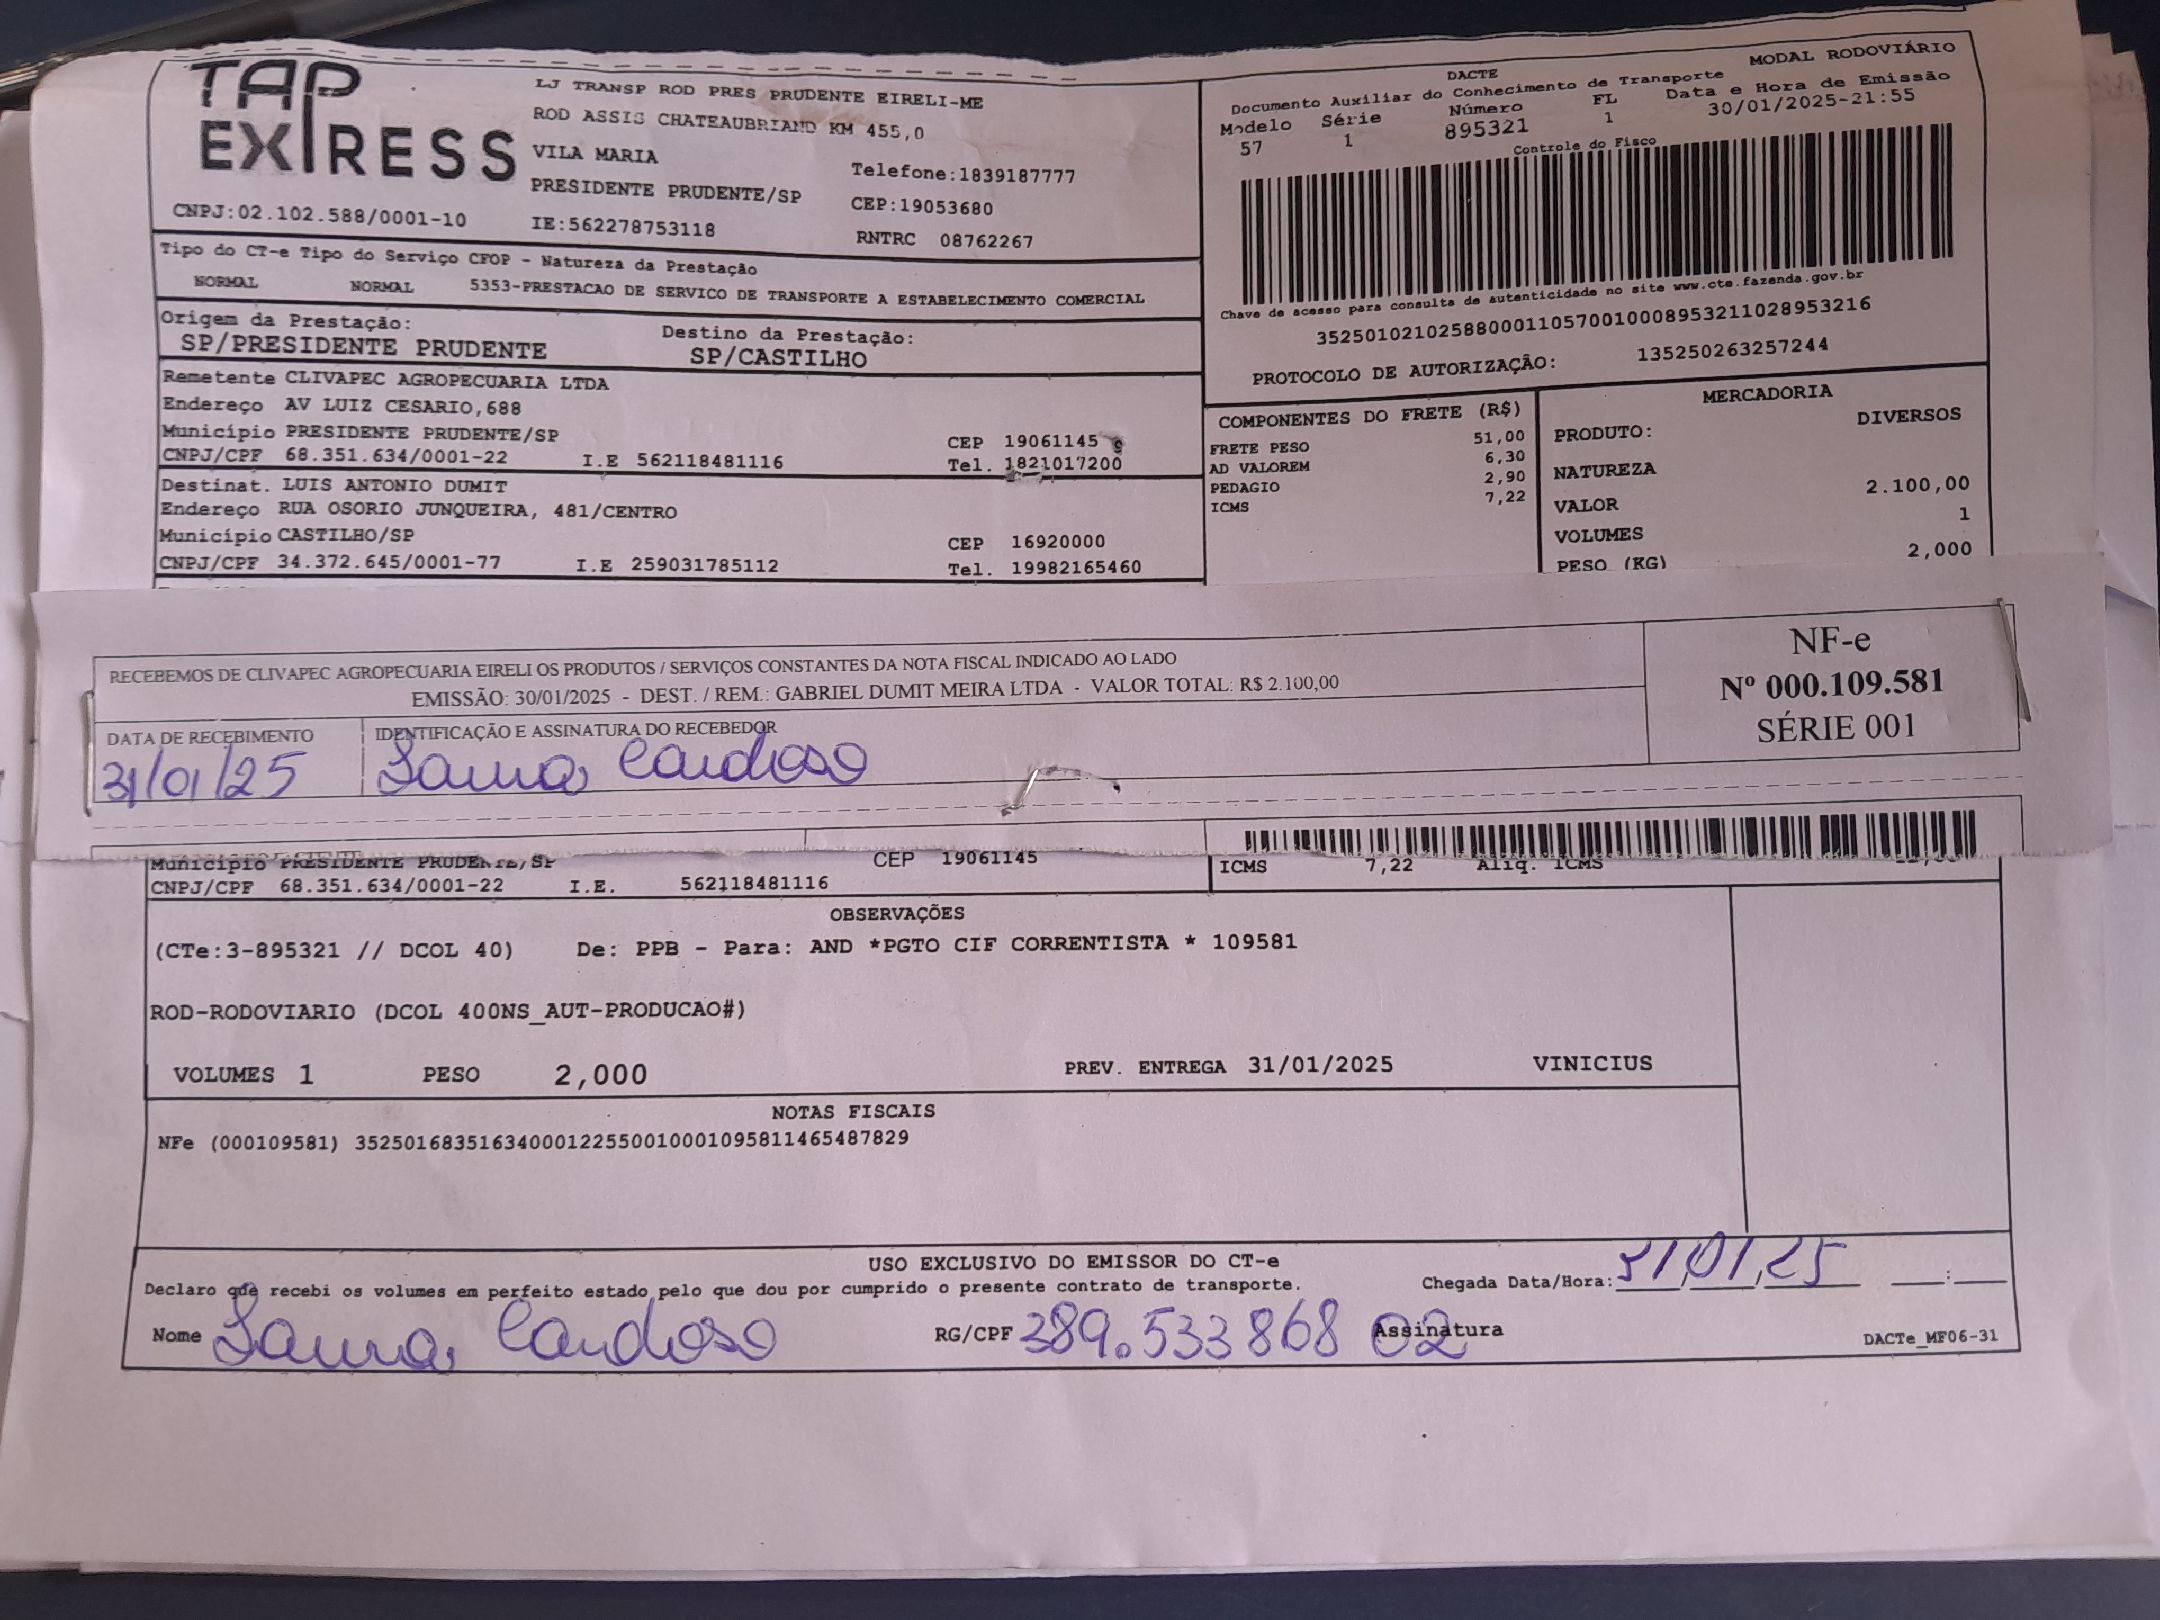 TAP
EXPRESS
LJ TRANSP ROD PRES PRUDENTE EIRELI-ME
ROD ASSIS CHATEAUBRIAND KM 455,0
VILA MARIA
Telefone:1839187777
PRESIDENTE PRUDENTE/SP
CEP:19053680
CNPJ:02.102.588/0001-10
IE:562278753118
RNTRC 08762267
MODAL RODOVIÁRIO
DACTE
Documento Auxiliar do Conhecimento de Transporte
Modelo Série Número FL Data e Hora de Emissão
57 1 895321 1 30/01/2025-21:55
Controle do Fisco
Chave de acesso para consulta de autenticidade no site www.cte.fazenda.gov.br
35250102102588000110570010008953211028953216
PROTOCOLO DE AUTORIZAÇÃO: 135250263257244
Tipo do CT-e Tipo do Serviço CFOP - Natureza da Prestação
NORMAL NORMAL 5353-PRESTACAO DE SERVICO DE TRANSPORTE A ESTABELECIMENTO COMERCIAL
Origem da Prestação: Destino da Prestação:
SP/PRESIDENTE PRUDENTE SP/CASTILHO
Remetente CLIVAPEC AGROPECUARIA LTDA
Endereço AV LUIZ CESARIO,688
Município PRESIDENTE PRUDENTE/SP CEP 19061145
CNPJ/CPF 68.351.634/0001-22 I.E 562118481116 Tel. 1821017200
Destinat. LUIS ANTONIO DUMIT
Endereço RUA OSORIO JUNQUEIRA, 481/CENTRO
Município CASTILHO/SP CEP 16920000
CNPJ/CPF 34.372.645/0001-77 I.E 259031785112 Tel. 19982165460
COMPONENTES DO FRETE (R$)
FRETE PESO 51,00
AD VALOREM 6,30
PEDAGIO 2,90
ICMS 7,22
MERCADORIA
PRODUTO: DIVERSOS
NATUREZA
VALOR 2.100,00
VOLUMES 1
PESO (KG) 2,000
RECEBEMOS DE CLIVAPEC AGROPECUARIA EIRELI OS PRODUTOS / SERVIÇOS CONSTANTES DA NOTA FISCAL INDICADO AO LADO
EMISSÃO: 30/01/2025 - DEST. / REM.: GABRIEL DUMIT MEIRA LTDA - VALOR TOTAL: R$ 2.100,00
NF-e
Nº 000.109.581
SÉRIE 001
DATA DE RECEBIMENTO IDENTIFICAÇÃO E ASSINATURA DO RECEBEDOR
31/01/25 Laura Cardoso
Município PRESIDENTE PRUDENTE/SP CEP 19061145
CNPJ/CPF 68.351.634/0001-22 I.E. 562118481116
ICMS 7,22 Aliq. ICMS
OBSERVAÇÕES
(CTe:3-895321 // DCOL 40) De: PPB - Para: AND *PGTO CIF CORRENTISTA * 109581
ROD-RODOVIARIO (DCOL 400NS_AUT-PRODUCAO#)
VOLUMES 1 PESO 2,000 PREV. ENTREGA 31/01/2025 VINICIUS
NOTAS FISCAIS
NFe (000109581) 35250168351634000122550010001095811465487829
USO EXCLUSIVO DO EMISSOR DO CT-e
Declaro que recebi os volumes em perfeito estado pelo que dou por cumprido o presente contrato de transporte. Chegada Data/Hora: 31/01/25 :
Nome Laura Cardoso RG/CPF 389.533868 02 Assinatura
DACTe_MF06-31